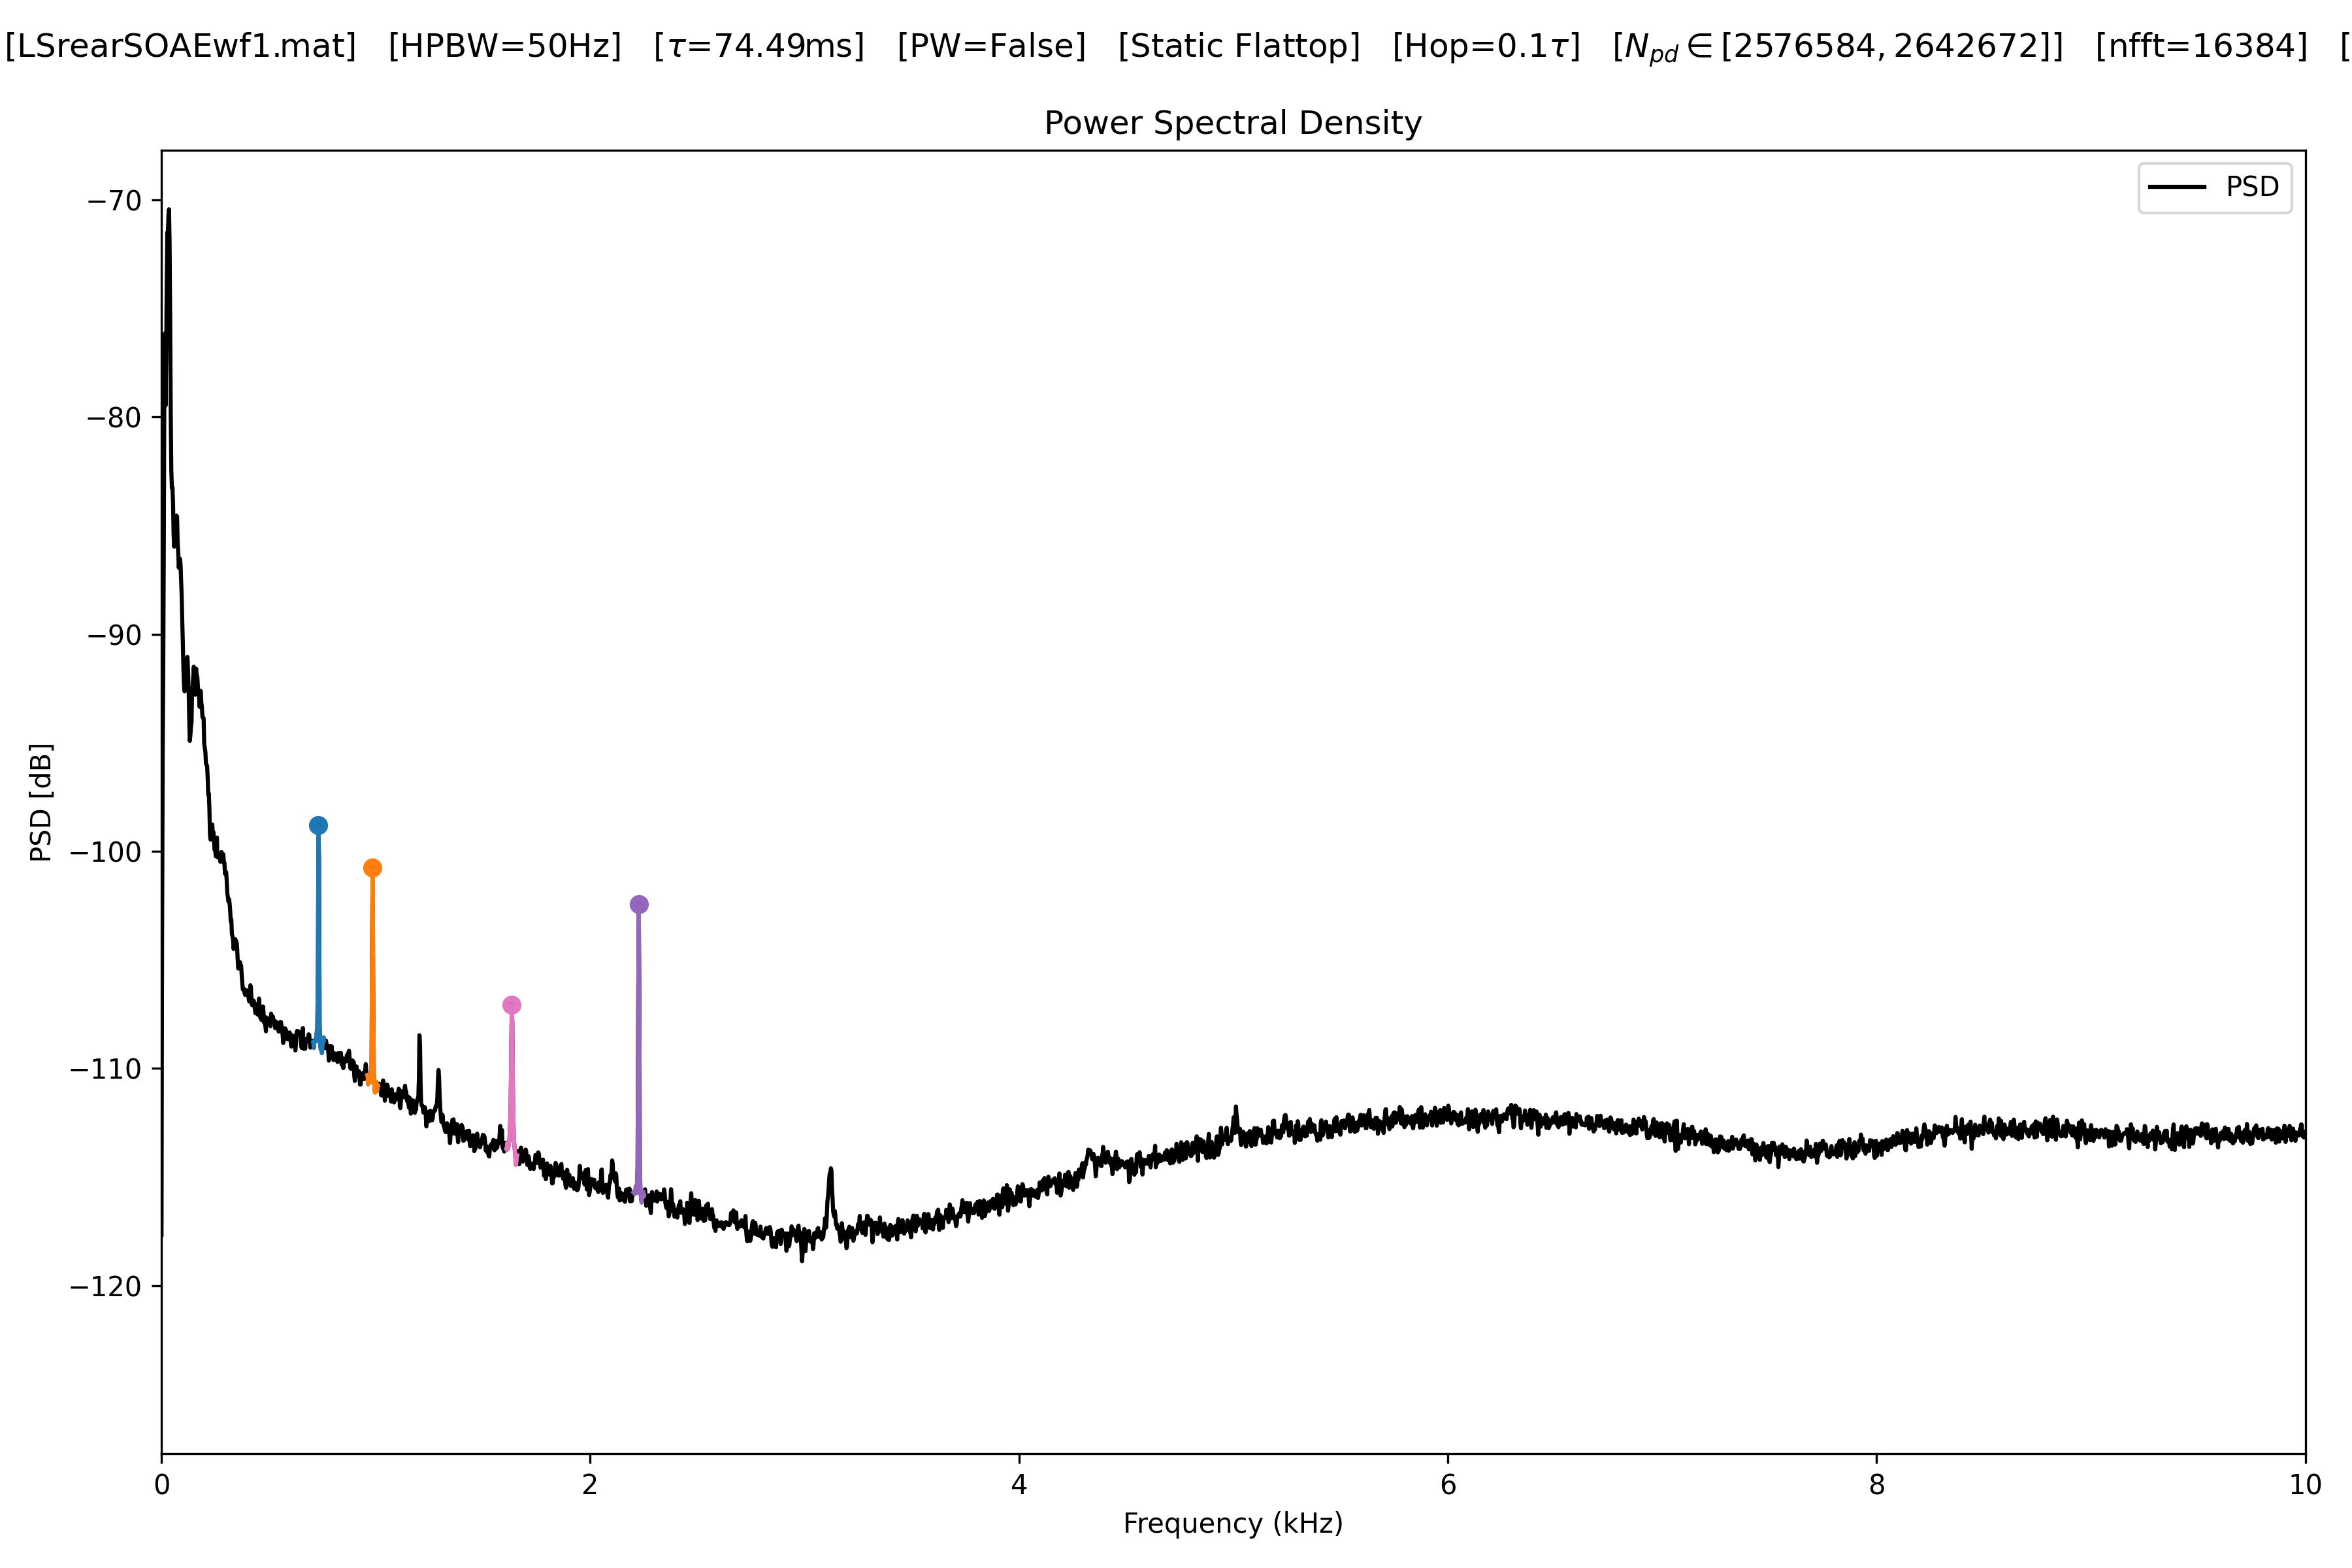 [LSrearSOAEwf1.mat] [HPBW=50Hz] [τ=74.49ms] [PW=False] [Static Flattop] [Hop=0.1τ] [N_pd ∈ [2576584, 2642672]] [nfft=16384] [
Power Spectral Density
PSD
−70
−80
−90
−100
−110
−120
PSD [dB]
0 2 4 6 8 10
Frequency (kHz)